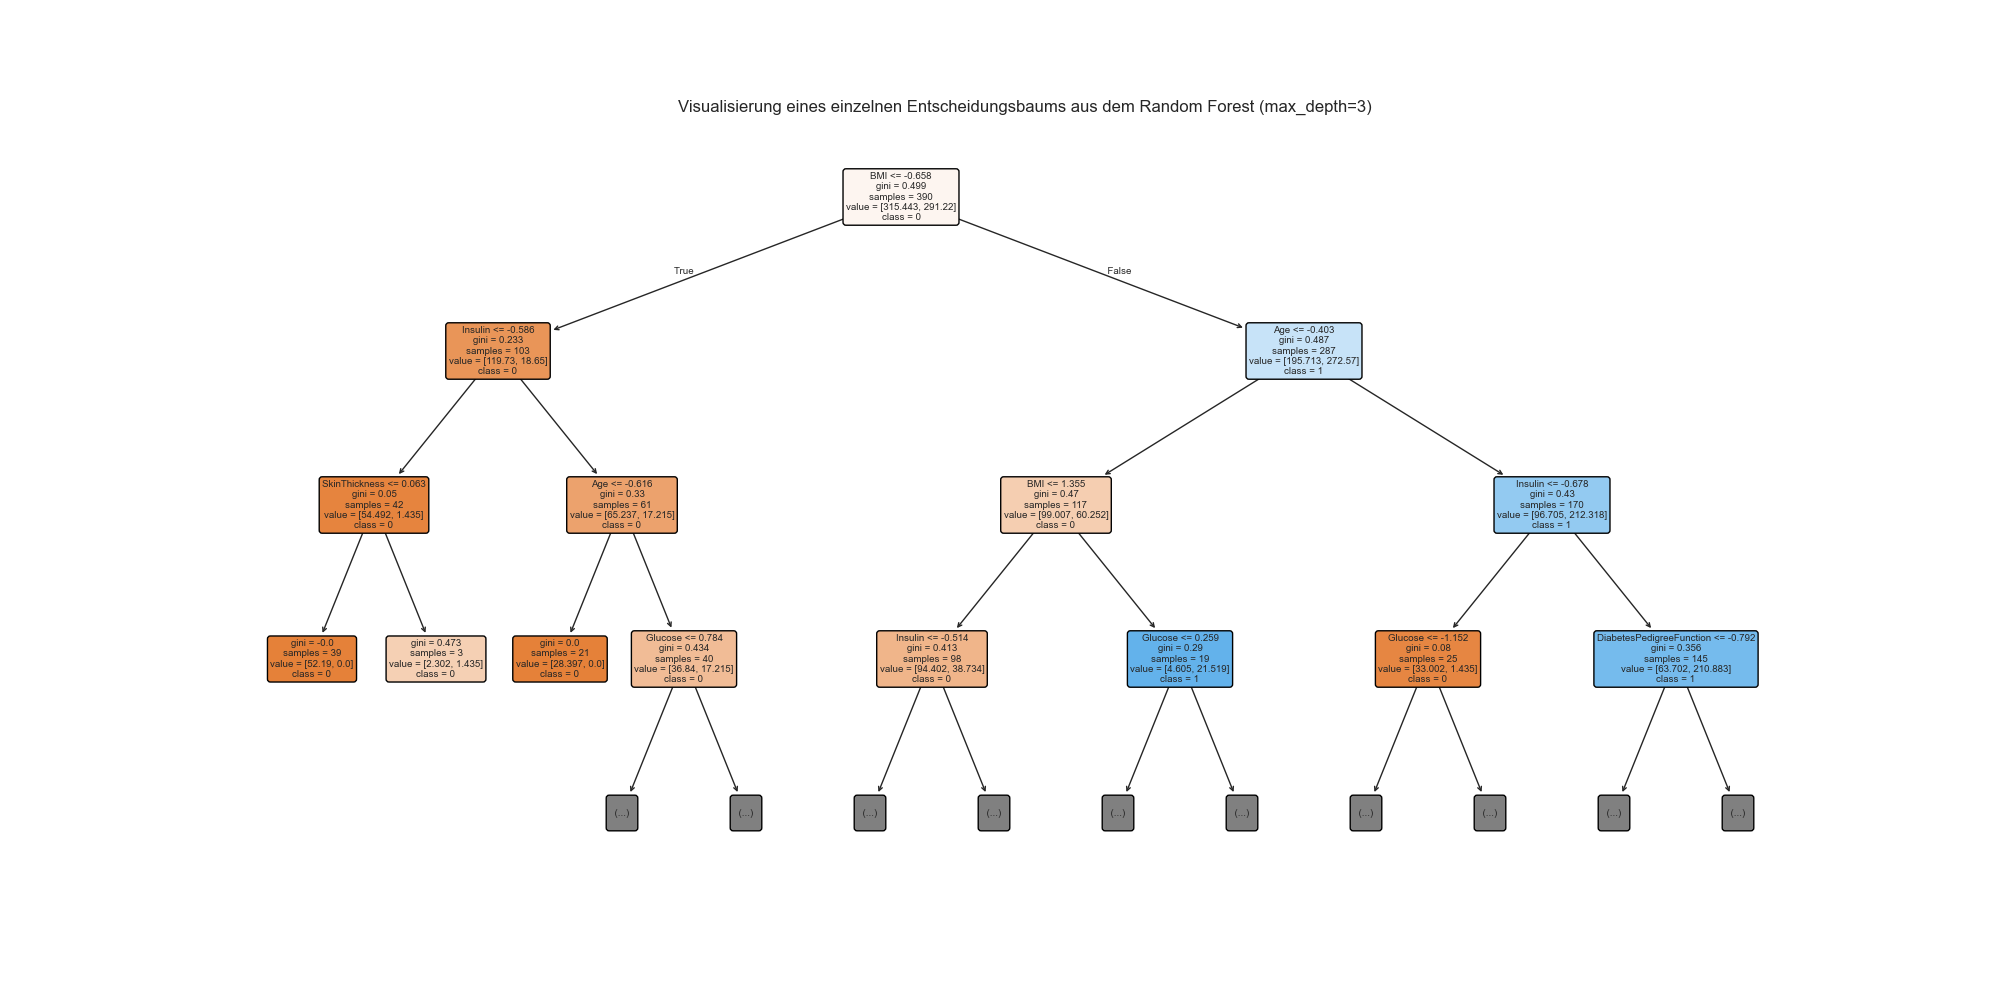 Visualisierung eines einzelnen Entscheidungsbaums aus dem Random Forest (max_depth=3)
BMI <= -0.658
gini = 0.499
samples = 390
value = [315.443, 291.22]
class = 0
True
False
Insulin <= -0.586
gini = 0.233
samples = 103
value = [119.73, 18.65]
class = 0
Age <= -0.403
gini = 0.487
samples = 287
value = [195.713, 272.57]
class = 1
SkinThickness <= 0.063
gini = 0.05
samples = 42
value = [54.492, 1.435]
class = 0
Age <= -0.616
gini = 0.33
samples = 61
value = [65.237, 17.215]
class = 0
BMI <= 1.355
gini = 0.47
samples = 117
value = [99.007, 60.252]
class = 0
Insulin <= -0.678
gini = 0.43
samples = 170
value = [96.705, 212.318]
class = 1
gini = -0.0
samples = 39
value = [52.19, 0.0]
class = 0
gini = 0.473
samples = 3
value = [2.302, 1.435]
class = 0
gini = 0.0
samples = 21
value = [28.397, 0.0]
class = 0
Glucose <= 0.784
gini = 0.434
samples = 40
value = [36.84, 17.215]
class = 0
Insulin <= -0.514
gini = 0.413
samples = 98
value = [94.402, 38.734]
class = 0
Glucose <= 0.259
gini = 0.29
samples = 19
value = [4.605, 21.519]
class = 1
Glucose <= -1.152
gini = 0.08
samples = 25
value = [33.002, 1.435]
class = 0
DiabetesPedigreeFunction <= -0.792
gini = 0.356
samples = 145
value = [63.702, 210.883]
class = 1
(...)
(...)
(...)
(...)
(...)
(...)
(...)
(...)
(...)
(...)